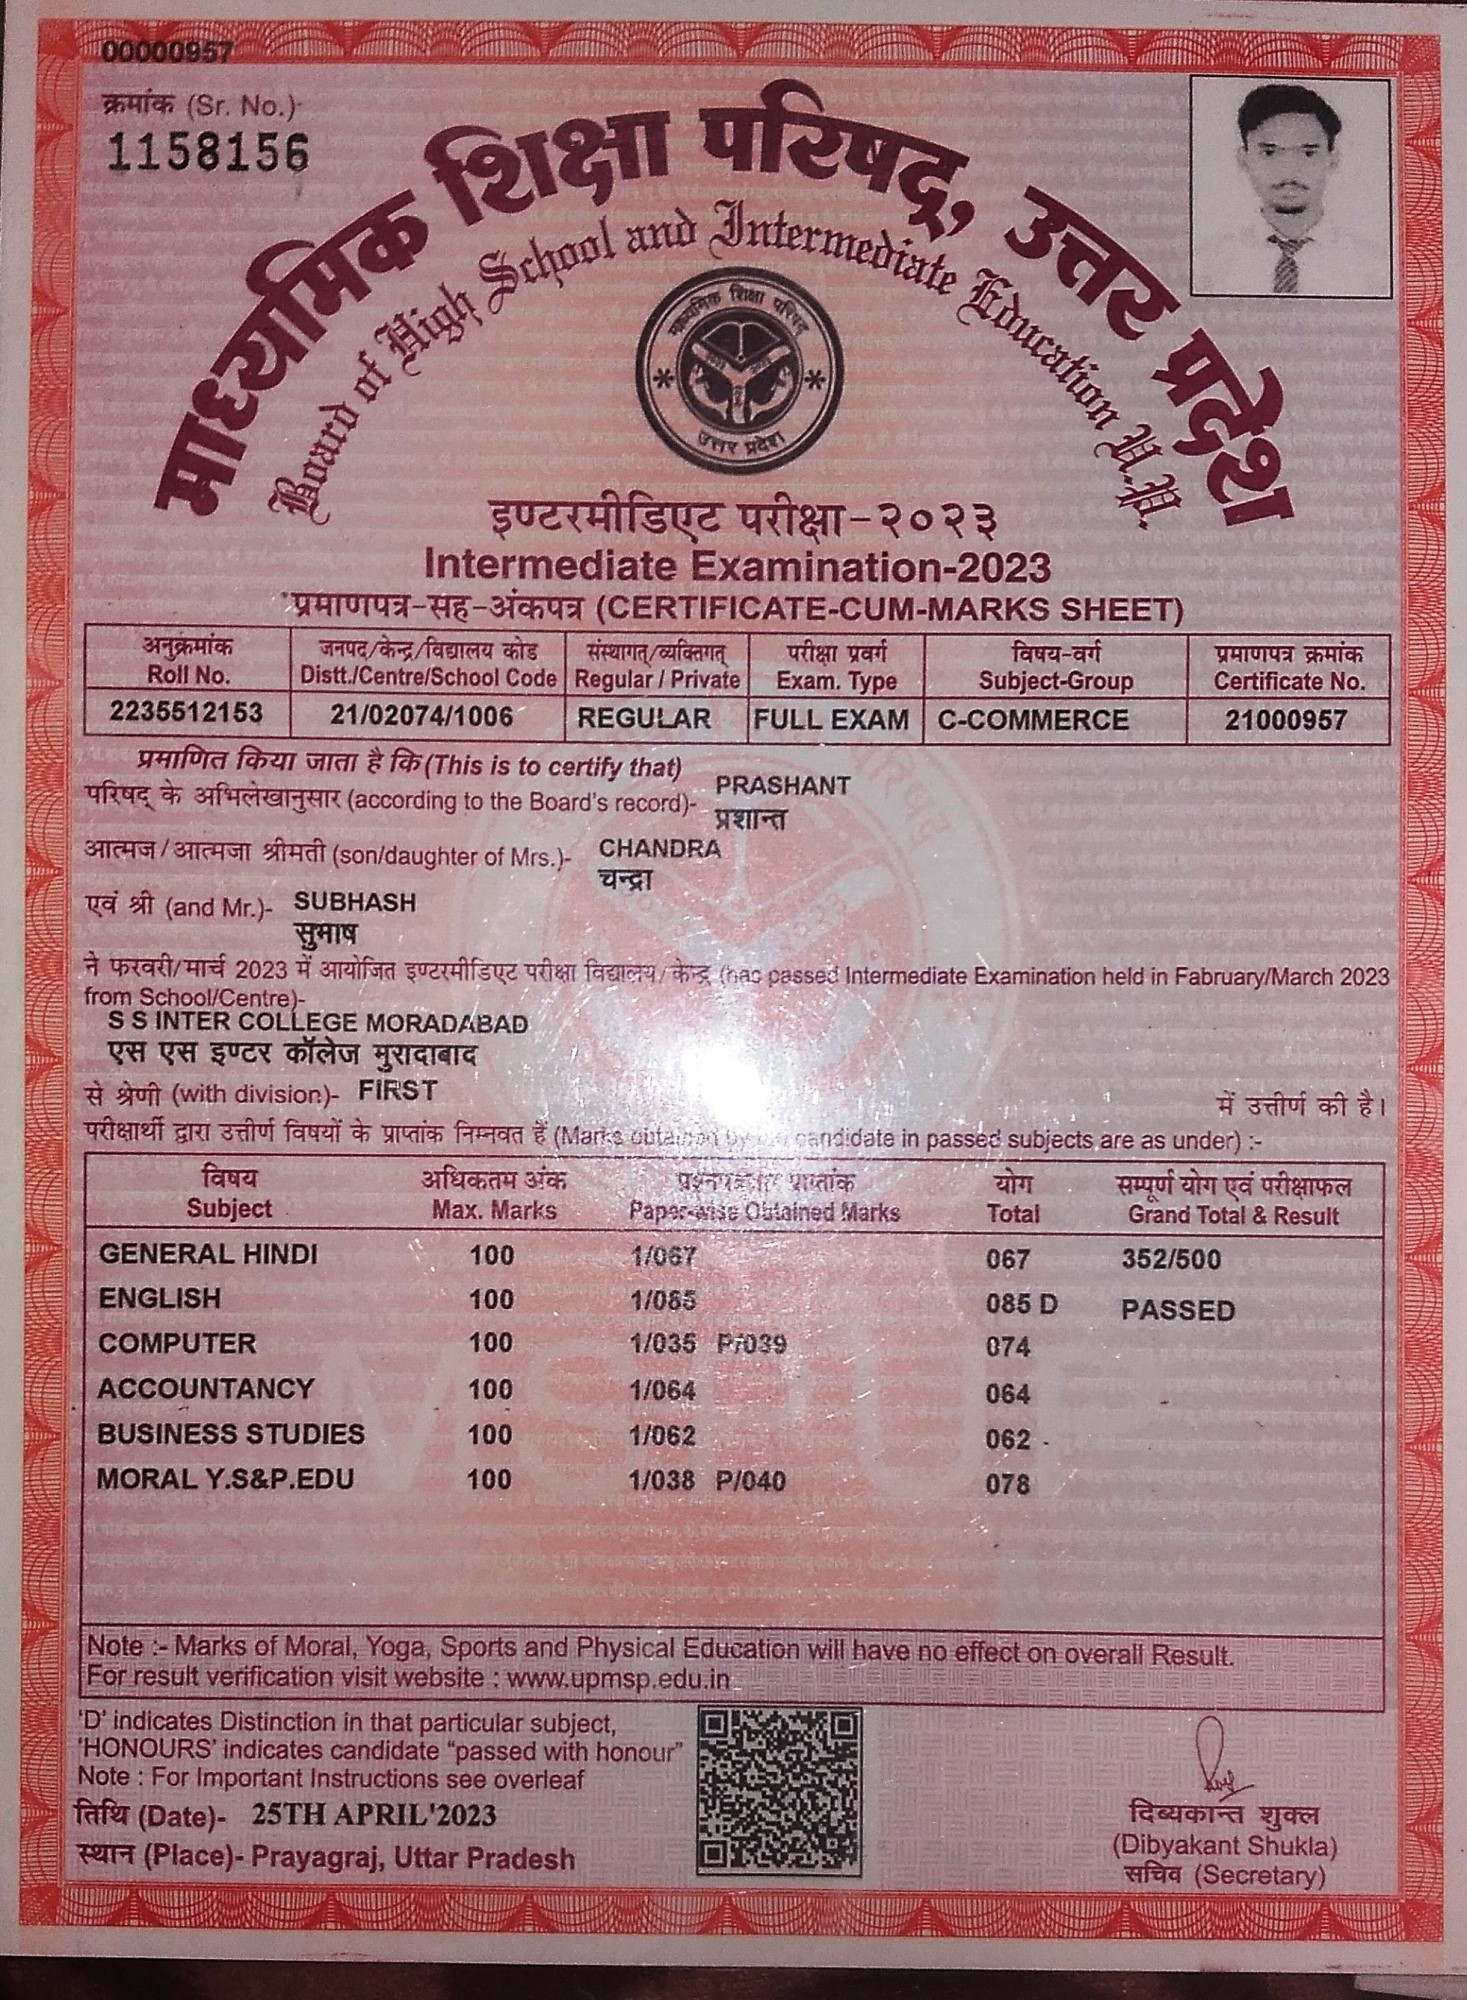 00000957
क्रमांक (Sr. No.)
1158156
माध्यमिक शिक्षा परिषद्, उत्तर प्रदेश
Board of High School and Intermediate Education U.P.
माध्यमिक शिक्षा परिषद
उत्तर प्रदेश
इण्टरमीडिएट परीक्षा-२०२३
Intermediate Examination-2023
प्रमाणपत्र-सह-अंकपत्र (CERTIFICATE-CUM-MARKS SHEET)
अनुक्रमांक जनपद/केन्द्र/विद्यालय कोड संस्थागत्/व्यक्तिगत् परीक्षा प्रवर्ग विषय-वर्ग प्रमाणपत्र क्रमांक
Roll No. Distt./Centre/School Code Regular / Private Exam. Type Subject-Group Certificate No.
2235512153 21/02074/1006 REGULAR FULL EXAM C-COMMERCE 21000957
प्रमाणित किया जाता है कि (This is to certify that) PRASHANT
परिषद् के अभिलेखानुसार (according to the Board's record)- प्रशान्त
आत्मज/आत्मजा श्रीमती (son/daughter of Mrs.)- CHANDRA
चन्द्रा
एवं श्री (and Mr.)- SUBHASH
सुभाष
ने फरवरी/मार्च 2023 में आयोजित इण्टरमीडिएट परीक्षा विद्यालय/केन्द्र (has passed Intermediate Examination held in Fabruary/March 2023
from School/Centre)-
S S INTER COLLEGE MORADABAD
एस एस इण्टर कॉलेज मुरादाबाद
से श्रेणी (with division)- FIRST में उत्तीर्ण की है।
परीक्षार्थी द्वारा उत्तीर्ण विषयों के प्राप्तांक निम्नवत हैं (Marks obtained by candidate in passed subjects are as under) :-
विषय अधिकतम अंक प्राप्तांक योग सम्पूर्ण योग एवं परीक्षाफल
Subject Max. Marks Paper-wise Obtained Marks Total Grand Total & Result
GENERAL HINDI 100 1/067 067 352/500
ENGLISH 100 1/085 085 D PASSED
COMPUTER 100 1/035 P/039 074
ACCOUNTANCY 100 1/064 064
BUSINESS STUDIES 100 1/062 062
MORAL Y.S&P.EDU 100 1/038 P/040 078
Note :- Marks of Moral, Yoga, Sports and Physical Education will have no effect on overall Result.
For result verification visit website : www.upmsp.edu.in
'D' indicates Distinction in that particular subject,
'HONOURS' indicates candidate "passed with honour"
Note : For Important Instructions see overleaf
तिथि (Date)- 25TH APRIL'2023
स्थान (Place)- Prayagraj, Uttar Pradesh
दिव्यकान्त शुक्ल
(Dibyakant Shukla)
सचिव (Secretary)